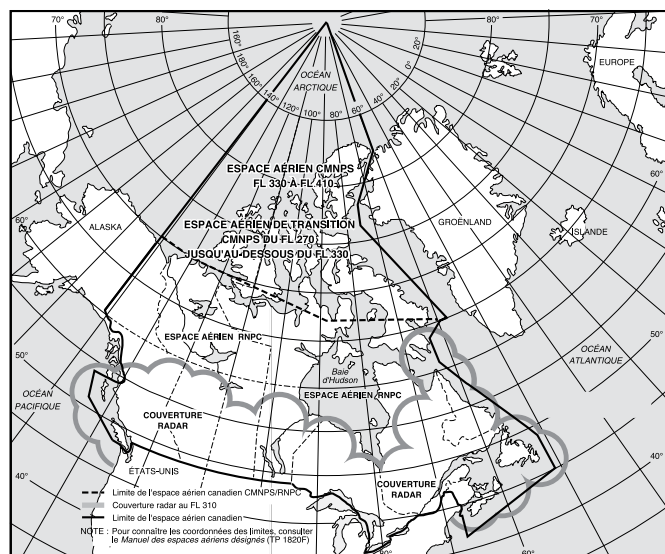 80°
70°
60°
80°
70°
EUROPE
160°
180°
180°
160°
140°
120°
100°
80°
60°
40°
20°
0°
OCÉAN
ARCTIQUE
ESPACE AÉRIEN CMNPS
FL 330 À FL 410
ALASKA
60°
ESPACE AÉRIEN DE TRANSITION
CMNPS DU FL 270
JUSQU'AU-DESSOUS DU FL 330
GROËNLAND
ISLANDE
60°
50°
ESPACE AÉRIEN RNPC
OCÉAN
ATLANTIQUE
Baie
d'Hudson
ESPACE AÉRIEN RNPC
50°
OCÉAN
PACIFIQUE
COUVERTURE
RADAR
40°
40°
ÉTATS-UNIS
COUVERTURE
RADAR
Limite de l'espace aérien canadien CMNPS/RNPC
Couverture radar au FL 310
Limite de l'espace aérien canadien
NOTE : Pour connaître les coordonnées des limites, consulter
le Manuel des espaces aériens désignés (TP 1820F)
80°
60°